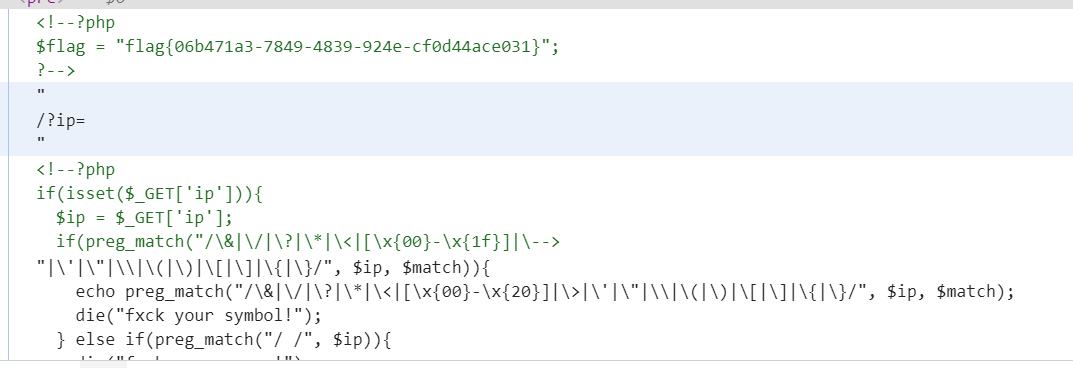 <!--?php
$flag = "flag{06b471a3-7849-4839-924e-cf0d44ace031}";
?-->
"
/?ip=
"
<!--?php
if(isset($_GET['ip'])){
$ip = $_GET['ip'];
if(preg_match("/\&|\/|\?|\*|\<|[\x{00}-\x{1f}]|\-->
"|\'|\"|\\|\(|\)|\[|\]|\{|\}/", $ip, $match)){
echo preg_match("/\&|\/|\?|\*|\<|[\x{00}-\x{20}]|\>|\'|\"|\\|\(|\)|\[|\]|\{|\}/", $ip, $match);
die("fxck your symbol!");
} else if(preg_match("/ /", $ip)){